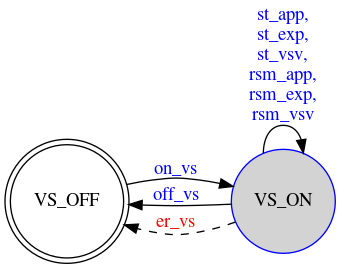 st_app,
st_exp,
st_vsv,
rsm_app,
rsm_exp,
rsm_vsv
on_vs
VS_OFF
off_vs
VS_ON
er_vs